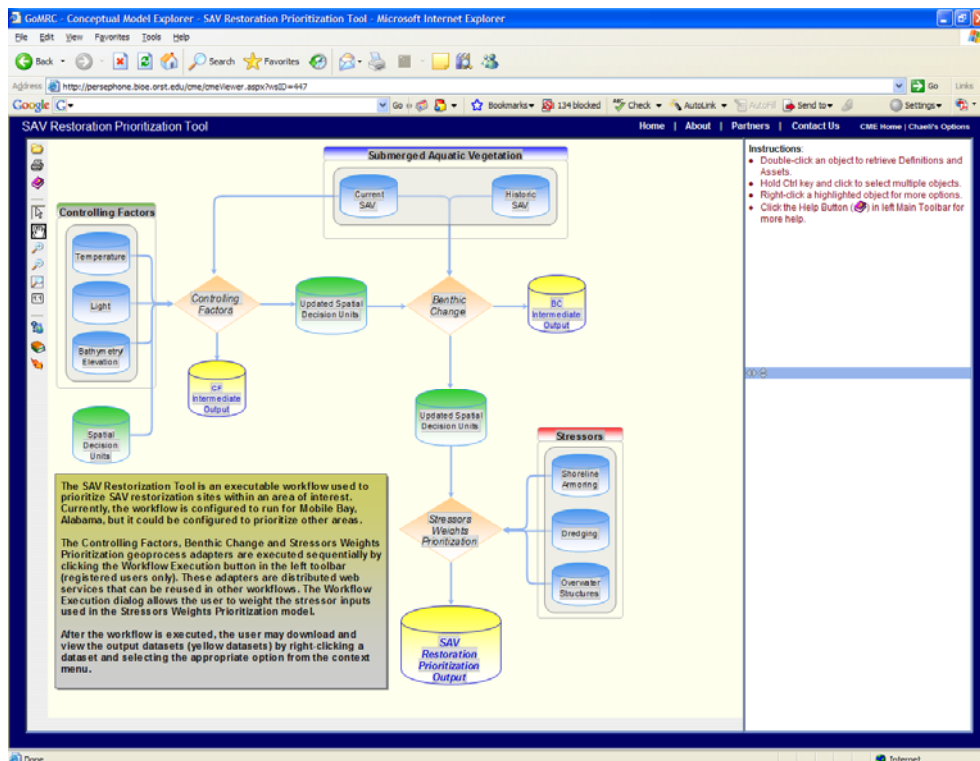 GoMRC - Conceptual Model Explorer - SAV Restoration Prioritization Tool - Microsoft Internet Explorer
File Edit View Favorites Tools Help
Back Search Favorites
Address http://persephone.bioe.orst.edu/cme/cmeViewer.aspx?wsID=447 Go Links
Google G Go Bookmarks 134 blocked Check AutoLink AutoFill Send to Settings
SAV Restoration Prioritization Tool
Home | About | Partners | Contact Us CME Home | Chaeli's Options
Submerged Aquatic Vegetation
Current
SAV
Historic
SAV
Controlling Factors
Temperature
Light
Bathymetry/
Elevation
Spatial
Decision
Units
Controlling
Factors
CF
Intermediate
Output
Updated Spatial
Decision Units
Benthic
Change
BC
Intermediate
Output
Updated Spatial
Decision Units
Stressors
Shoreline
Armoring
Dredging
Overwater
Structures
Stressors
Weights
Prioritization
SAV
Restoration
Prioritization
Output
The SAV Restorization Tool is an executable workflow used to
prioritize SAV restorization sites within an area of interest.
Currently, the workflow is configured to run for Mobile Bay,
Alabama, but it could be configured to prioritize other areas.
The Controlling Factors, Benthic Change and Stressors Weights
Prioritization geoprocess adapters are executed sequentially by
clicking the Workflow Execution button in the left toolbar
(registered users only). These adapters are distributed web
services that can be reused in other workflows. The Workflow
Execution dialog allows the user to weight the stressor inputs
used in the Stressors Weights Prioritization model.
After the workflow is executed, the user may download and
view the output datasets (yellow datasets) by right-clicking a
dataset and selecting the appropriate option from the context
menu.
Instructions:
• Double-click an object to retrieve Definitions and
Assets.
• Hold Ctrl key and click to select multiple objects.
• Right-click a highlighted object for more options.
• Click the Help Button ( ) in left Main Toolbar for
more help.
Done
Internet